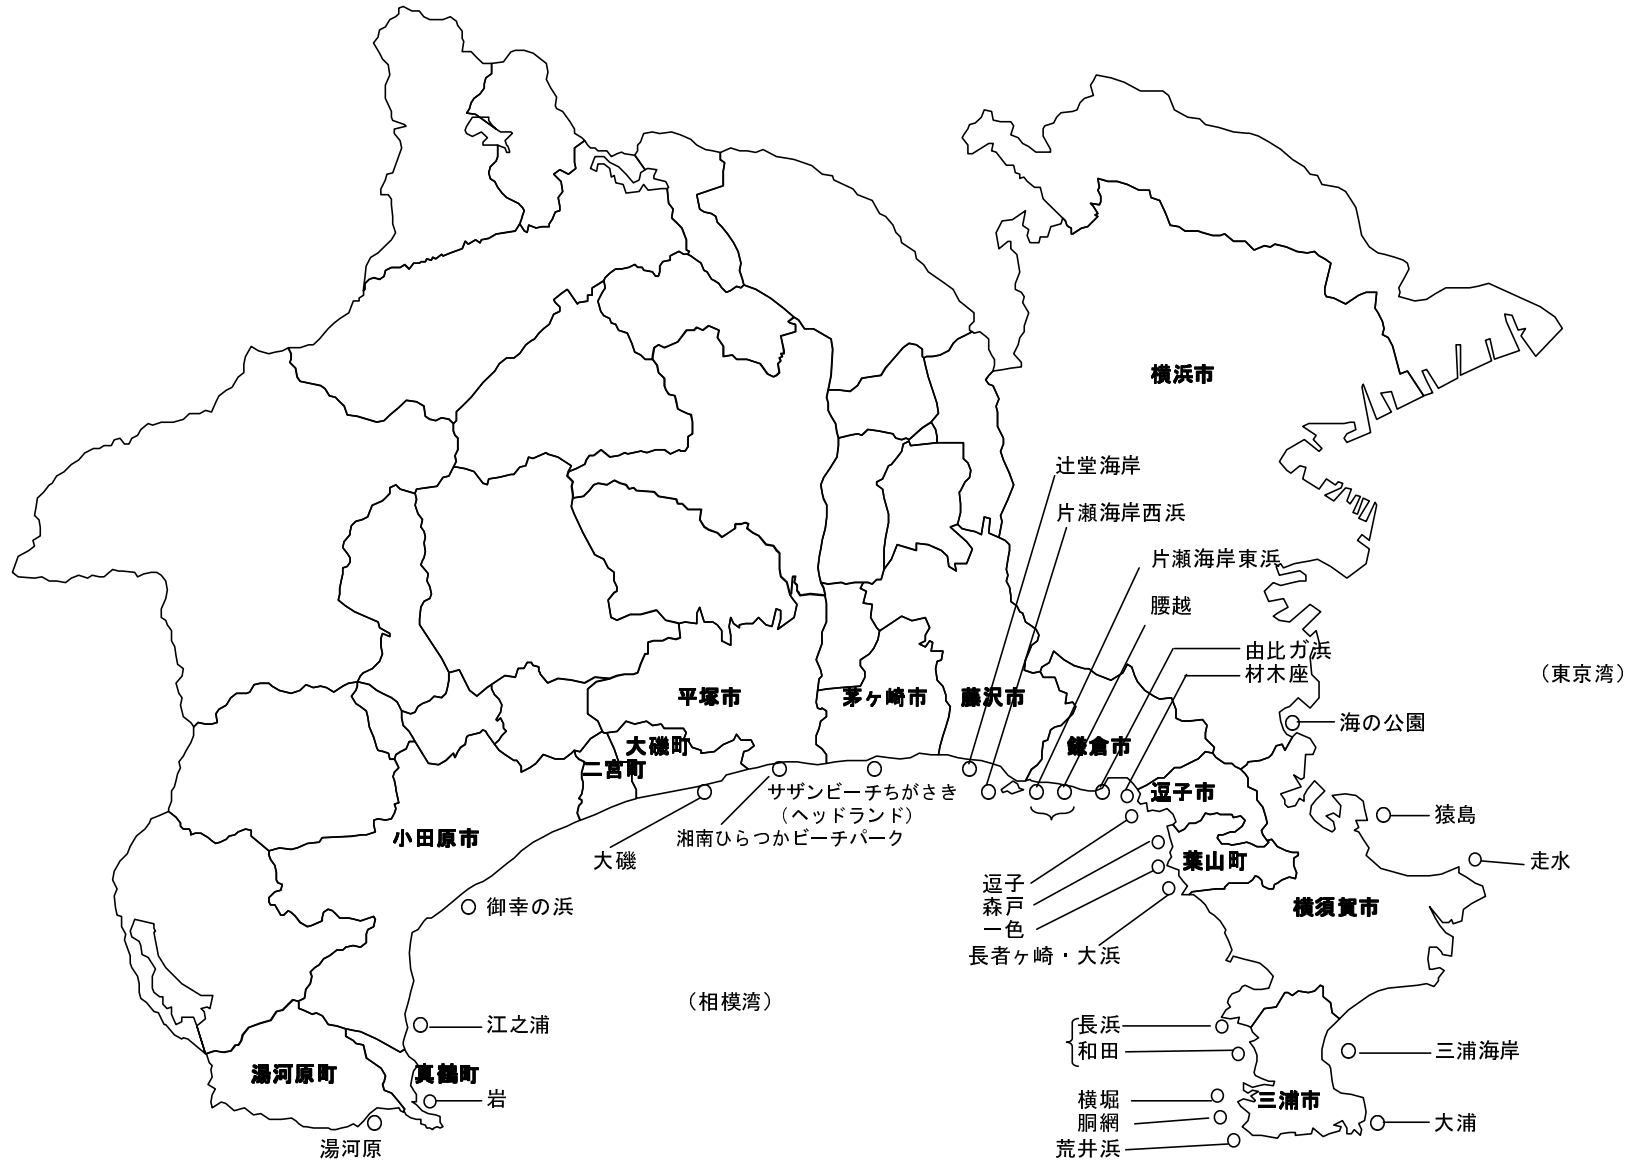 横浜市
辻堂海岸
片瀬海岸西浜
片瀬海岸東浜
腰越
由比ガ浜
材木座
（東京湾）
平塚市
茅ヶ崎市
藤沢市
海の公園
大磯町
鎌倉市
二宮町
サザンビーチちがさき
（ヘッドランド）
逗子市
猿島
小田原市
湘南ひらつかビーチパーク
大磯
葉山町
走水
逗子
森戸
一色
御幸の浜
横須賀市
長者ヶ崎・大浜
（相模湾）
江之浦
長浜
和田
三浦海岸
湯河原町
真鶴町
岩
横堀
三浦市
胴網
大浦
湯河原
荒井浜